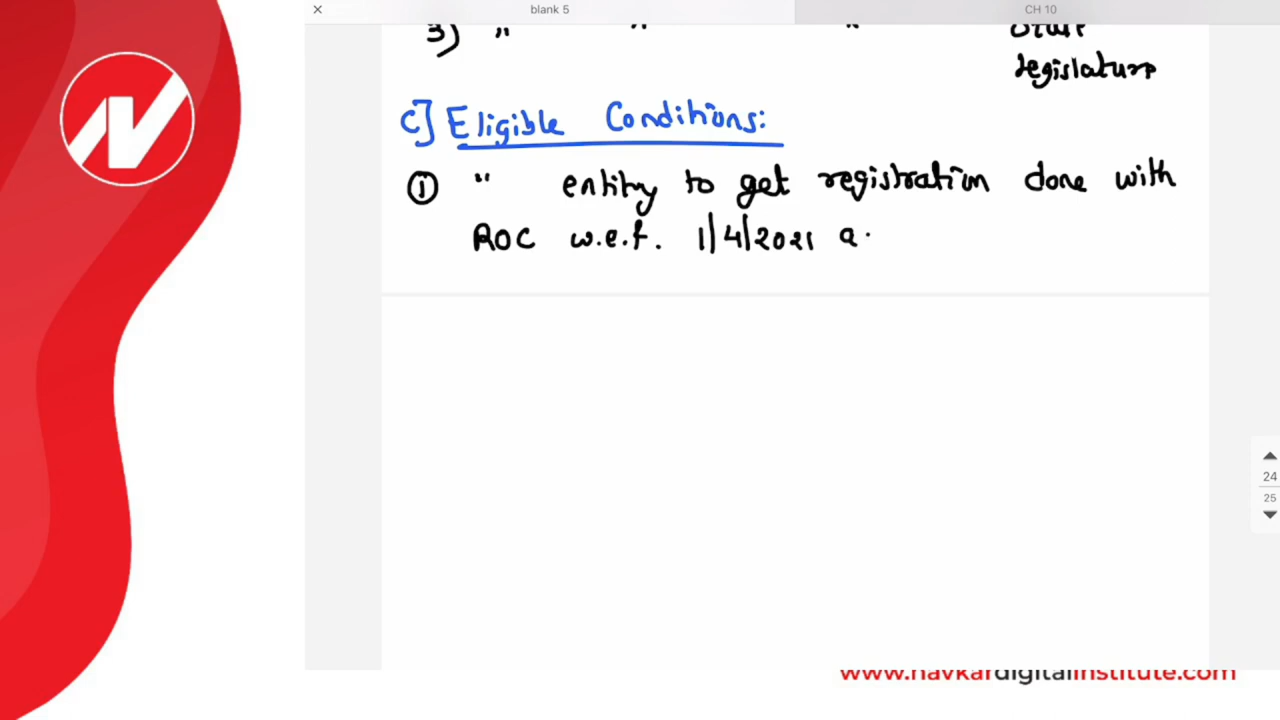 × blank 5 CH 10
3) " " "
legislature
C] Eligible Conditions:
① " entity to get registration done with
ROC w.e.f. 1/4/2021 a.
24
25
www.navkardigitalinstitute.com